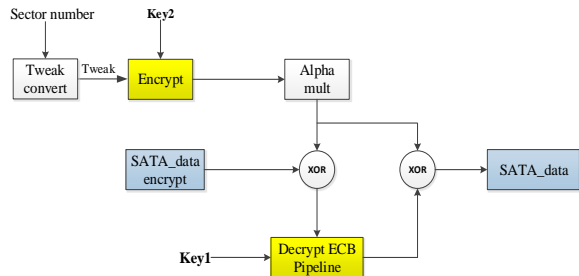 Sector number
Key2
Tweak
convert
Tweak
Encrypt
Alpha
mult
SATA_data
encrypt
XOR
XOR
SATA_data
Key1
Decrypt ECB
Pipeline